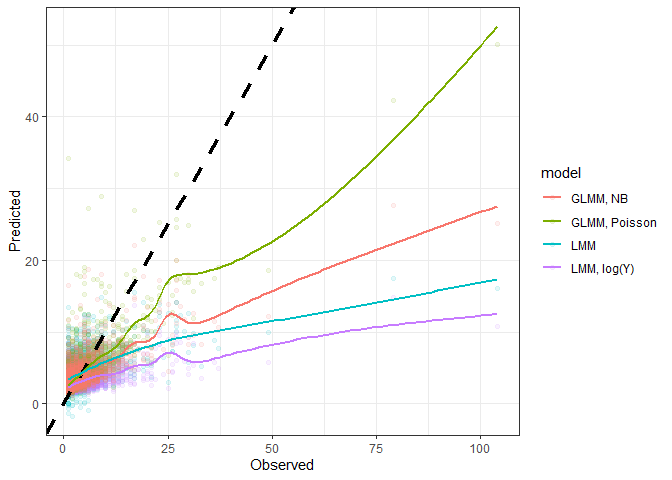 Predicted
40
20
0
0
25
50
75
100
Observed
model
GLMM, NB
GLMM, Poisson
LMM
LMM, log(Y)